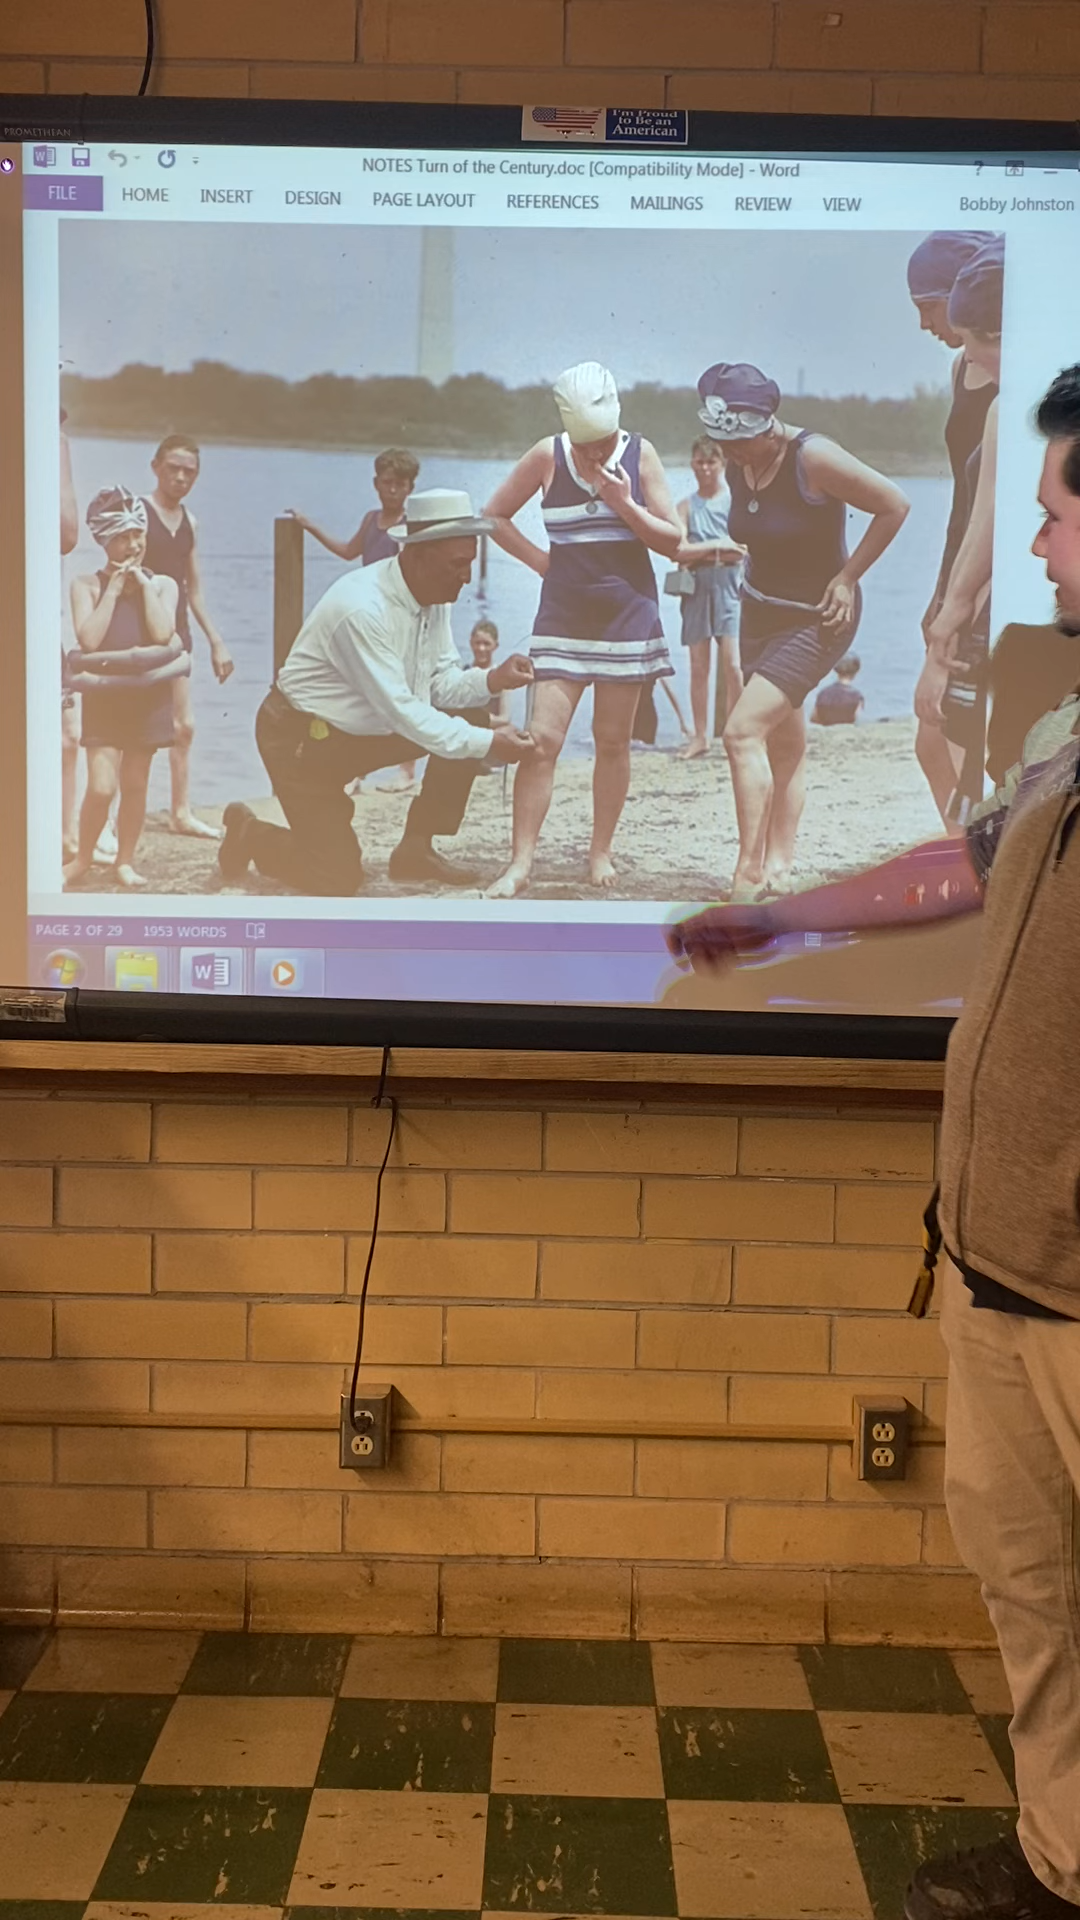 I'm Proud
to Be an
American
PROMETHEAN
NOTES Turn of the Century.doc [Compatibility Mode] - Word
FILE HOME INSERT DESIGN PAGE LAYOUT REFERENCES MAILINGS REVIEW VIEW Bobby Johnston
PAGE 2 OF 29 1953 WORDS